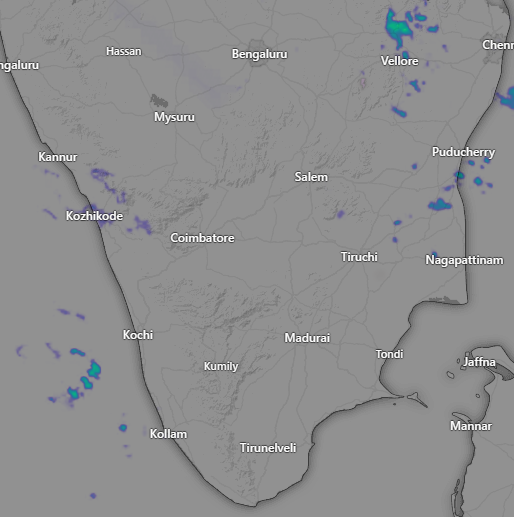 Hassan
Bengaluru
Chenn
Vellore
ngaluru
Mysuru
Puducherry
Kannur
Salem
Kozhikode
Coimbatore
Tiruchi
Nagapattinam
Kochi
Madurai
Tondi
Jaffna
Kumily
Mannar
Kollam
Tirunelveli